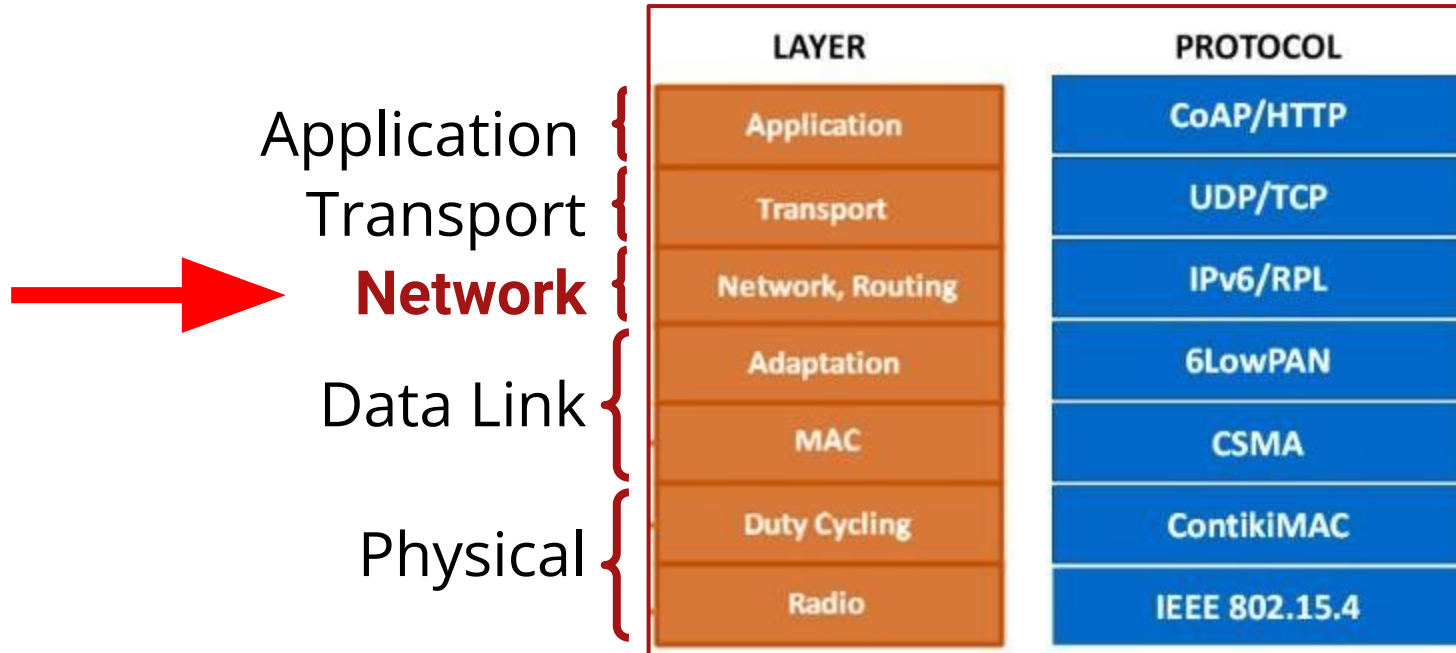 LAYER PROTOCOL
Application Application CoAP/HTTP
Transport Transport UDP/TCP
Network Network, Routing IPv6/RPL
Adaptation 6LowPAN
Data Link
MAC CSMA
Duty Cycling ContikiMAC
Physical
Radio IEEE 802.15.4